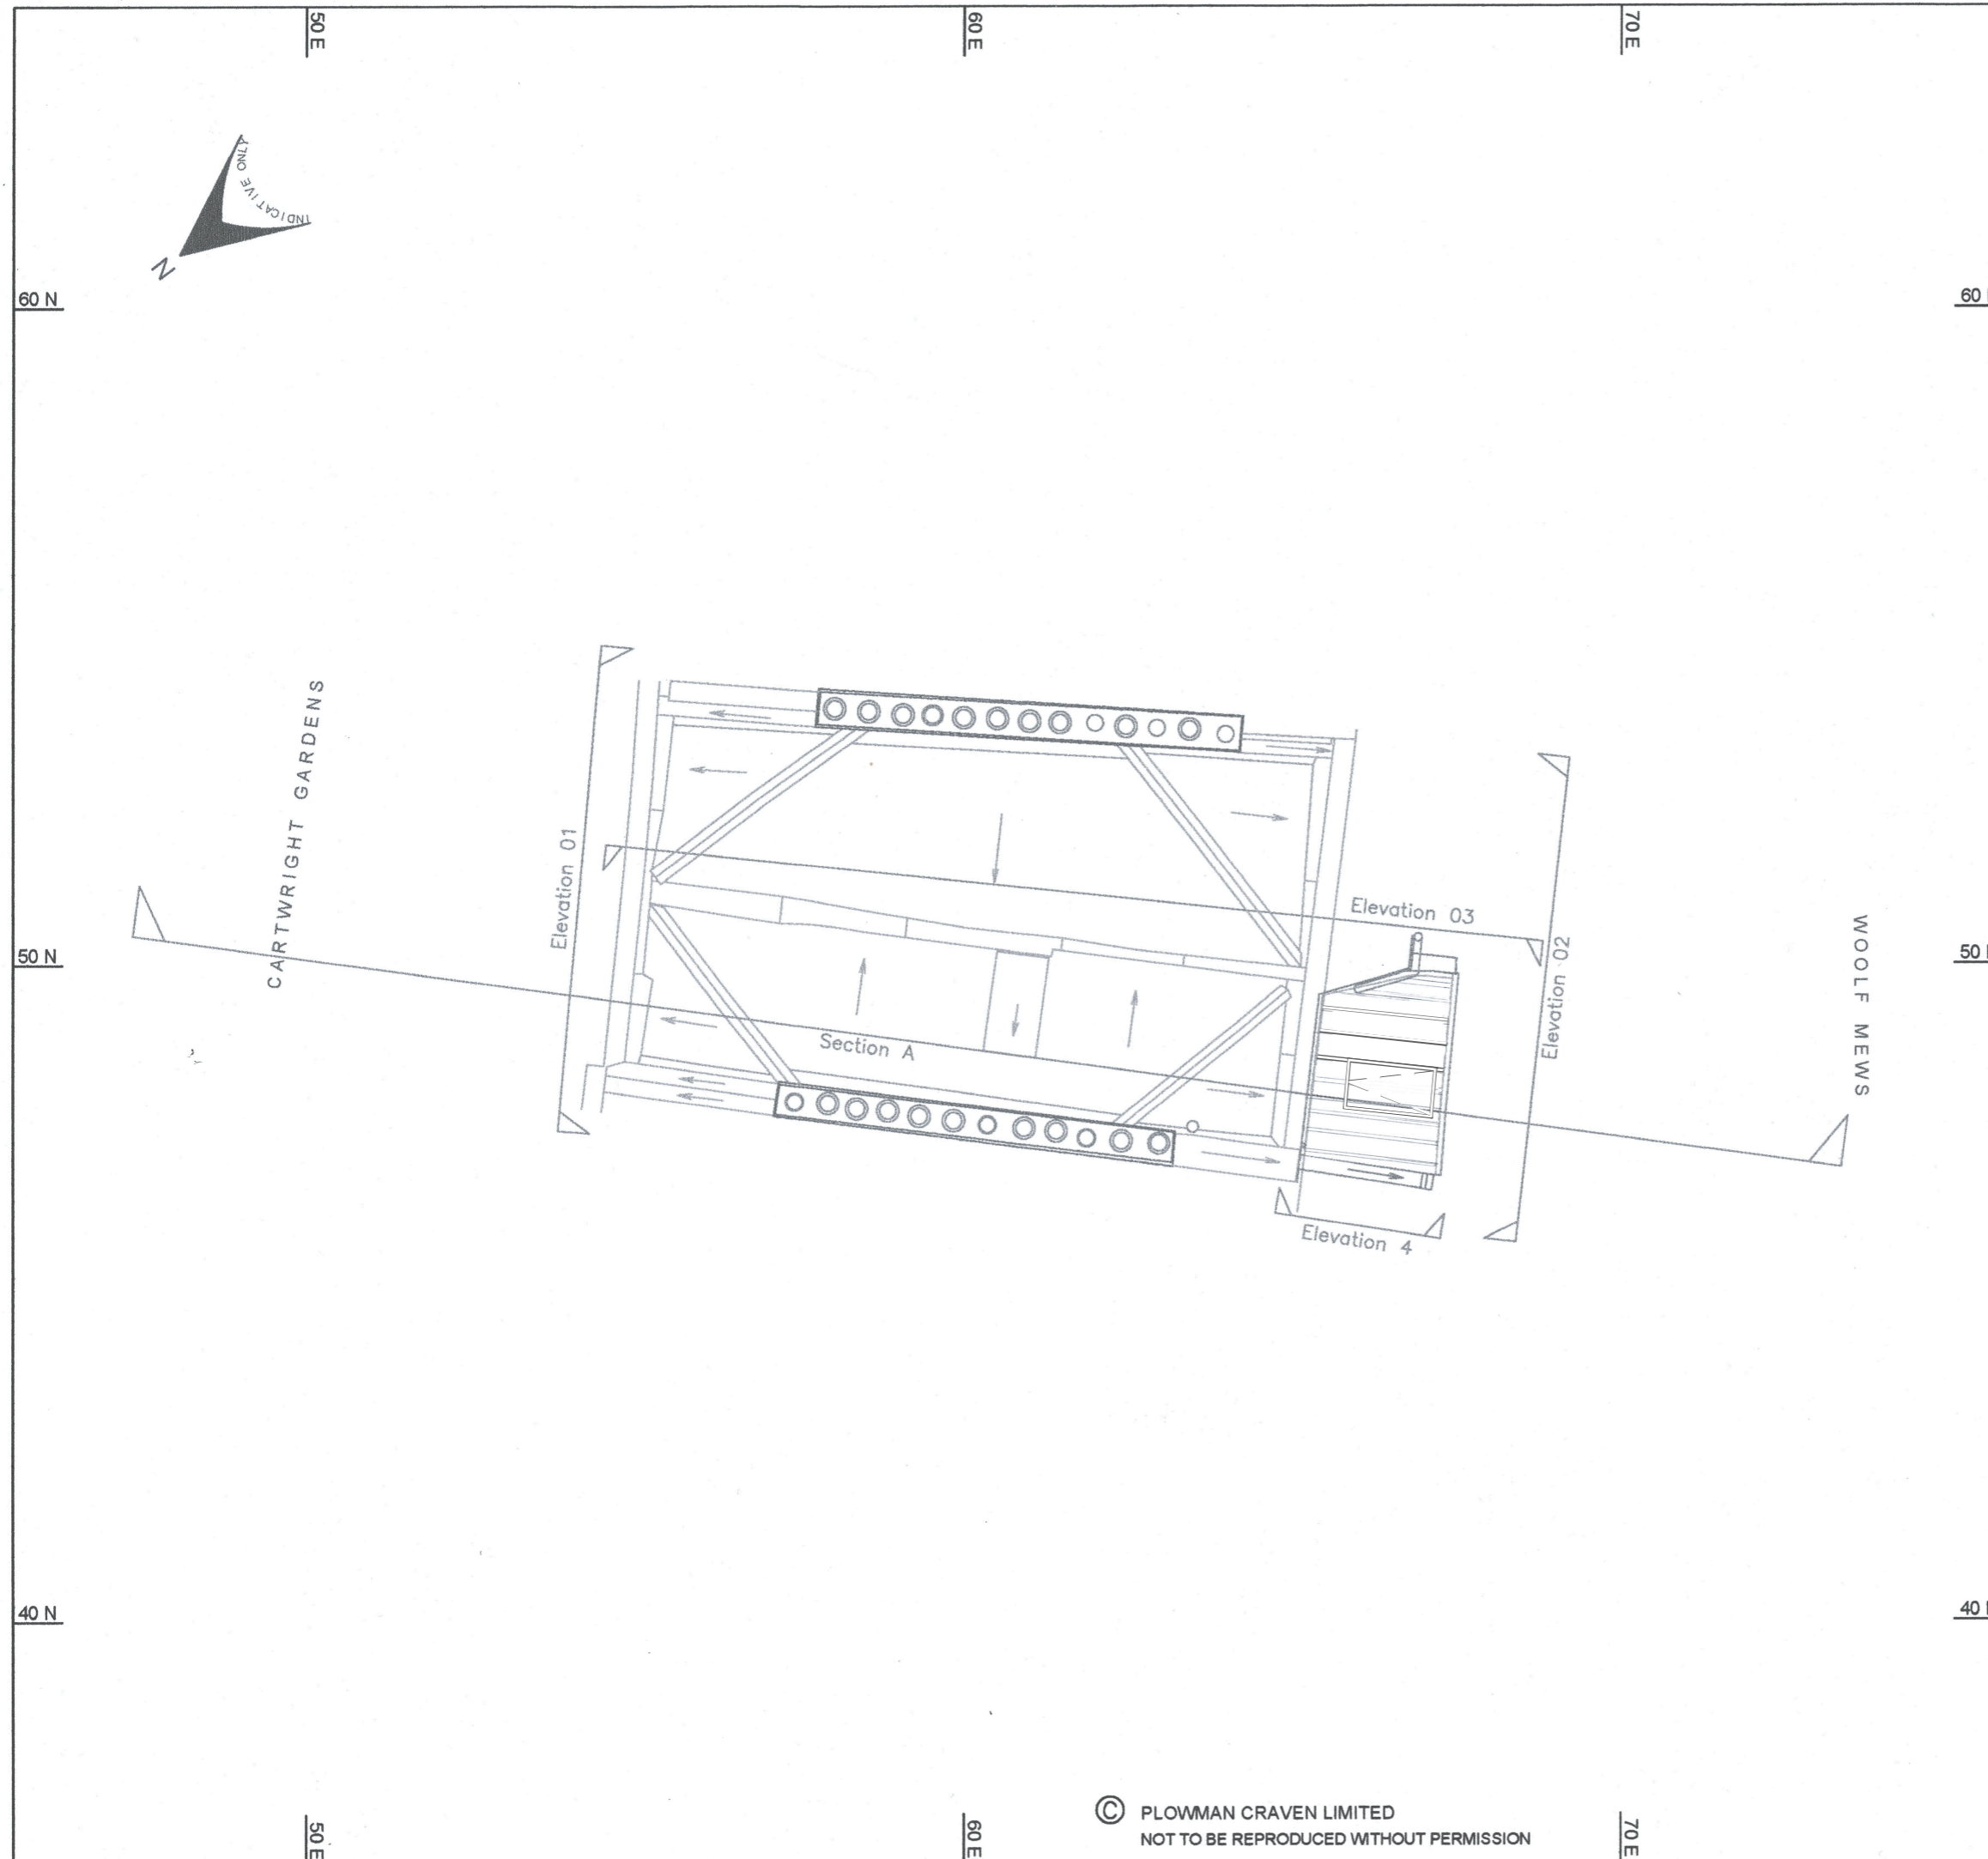 50 E
60 E
70 E
INDICATIVE ONLY
N
60 N
60
CARTWRIGHT GARDENS
Elevation 01
Elevation 03
Elevation 02
WOOLF MEWS
50 N
50
Section A
Elevation 4
40 N
40
50 E
60 E
70 E
© PLOWMAN CRAVEN LIMITED
NOT TO BE REPRODUCED WITHOUT PERMISSION